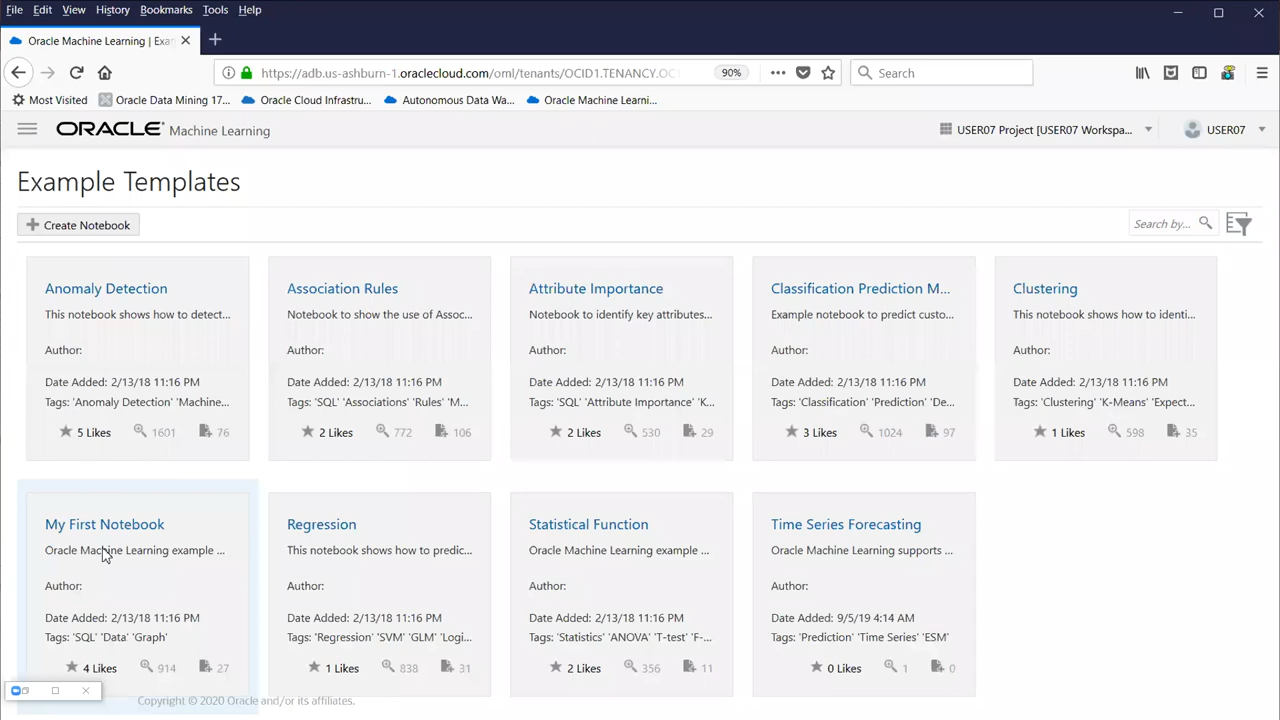 File Edit View History Bookmarks Tools Help
Oracle Machine Learning | Exar
https://adb.us-ashburn-1.oraclecloud.com/oml/tenants/OCID1.TENANCY.OC
90%
Search
Most Visited
Oracle Data Mining 17...
Oracle Cloud Infrastru...
Autonomous Data Wa...
Oracle Machine Learni...
ORACLE Machine Learning
USER07 Project [USER07 Workspa...
USER07
Example Templates
Create Notebook
Search by...
Anomaly Detection
This notebook shows how to detect...
Author:
Date Added: 2/13/18 11:16 PM
Tags: 'Anomaly Detection' 'Machine...
5 Likes 1601 76
Association Rules
Notebook to show the use of Assoc...
Author:
Date Added: 2/13/18 11:16 PM
Tags: 'SQL' 'Associations' 'Rules' 'M...
2 Likes 772 106
Attribute Importance
Notebook to identify key attributes...
Author:
Date Added: 2/13/18 11:16 PM
Tags: 'SQL' 'Attribute Importance' 'K...
2 Likes 530 29
Classification Prediction M...
Example notebook to predict custo...
Author:
Date Added: 2/13/18 11:16 PM
Tags: 'Classification' 'Prediction' 'De...
3 Likes 1024 97
Clustering
This notebook shows how to identi...
Author:
Date Added: 2/13/18 11:16 PM
Tags: 'Clustering' 'K-Means' 'Expect...
1 Likes 598 35
My First Notebook
Oracle Machine Learning example ...
Author:
Date Added: 2/13/18 11:16 PM
Tags: 'SQL' 'Data' 'Graph'
4 Likes 914 27
Regression
This notebook shows how to predic...
Author:
Date Added: 2/13/18 11:16 PM
Tags: 'Regression' 'SVM' 'GLM' 'Logi...
1 Likes 838 31
Statistical Function
Oracle Machine Learning example ...
Author:
Date Added: 2/13/18 11:16 PM
Tags: 'Statistics' 'ANOVA' 'T-test' 'F-...
2 Likes 356 11
Time Series Forecasting
Oracle Machine Learning supports ...
Author:
Date Added: 9/5/19 4:14 AM
Tags: 'Prediction' 'Time Series' 'ESM'
0 Likes 1 0
Copyright © 2020 Oracle and/or its affiliates.